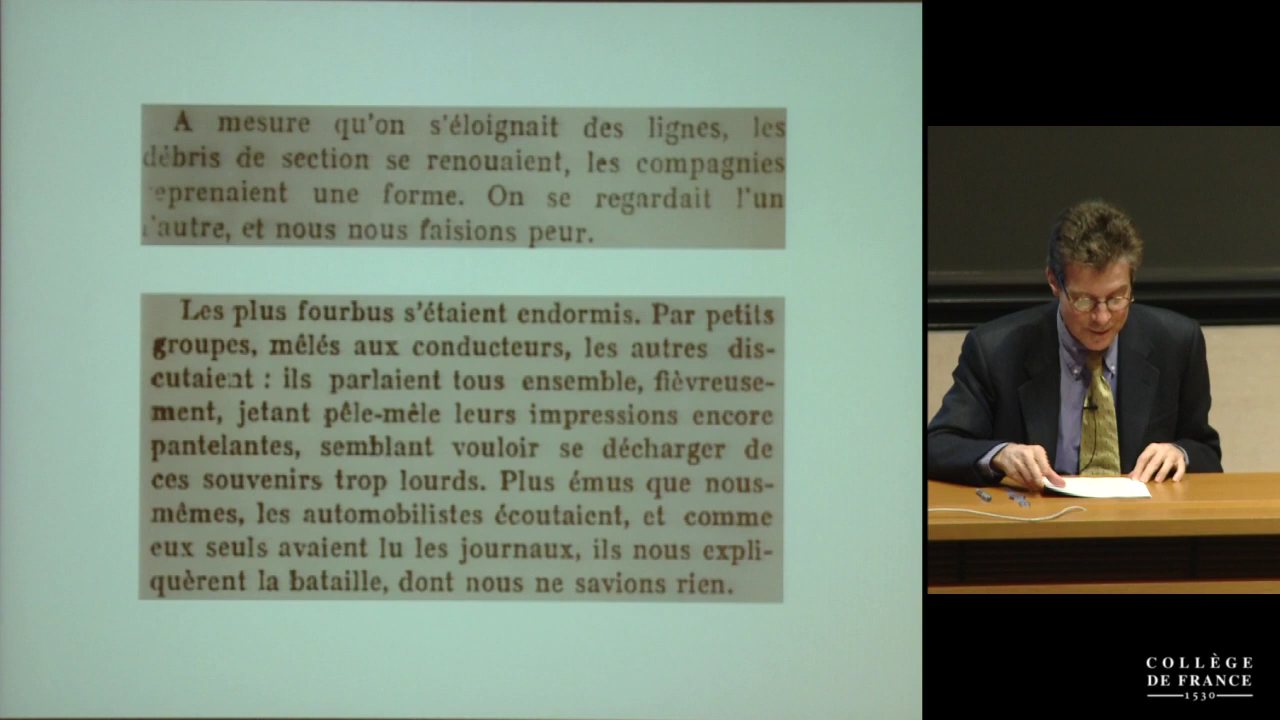 A mesure qu'on s'éloignait des lignes, les
débris de section se renouaient, les compagnies
reprenaient une forme. On se regardait l'un
l'autre, et nous nous faisions peur.
Les plus fourbus s'étaient endormis. Par petits
groupes, mêlés aux conducteurs, les autres dis-
cutaient : ils parlaient tous ensemble, fièvreuse-
ment, jetant pêle-mêle leurs impressions encore
pantelantes, semblant vouloir se décharger de
ces souvenirs trop lourds. Plus émus que nous-
mêmes, les automobilistes écoutaient, et comme
eux seuls avaient lu les journaux, ils nous expli-
quèrent la bataille, dont nous ne savions rien.
COLLÈGE
DE FRANCE
1530